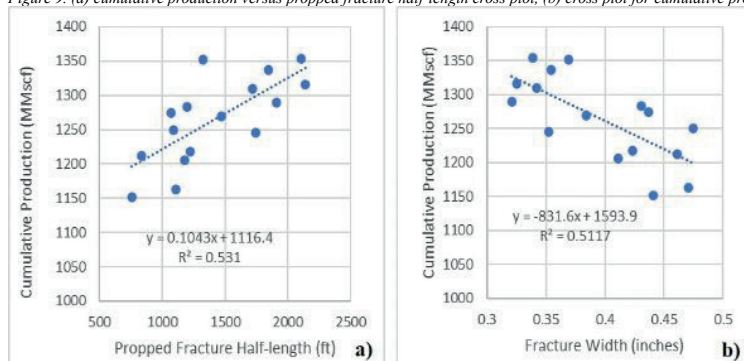 Figure 9. (a) cumulative production versus propped fracture half-length cross plot, (b) cross plot for cumulative
Cumulative Production (MMscf)
1400
1350
1300
1250
1200
1150
1100
1050
1000
y = 0.1043x + 1116.4
R² = 0.531
500
1000
1500
2000
2500
Propped Fracture Half-length (ft)
a)
Cumulative Production (MMscf)
1400
1350
1300
1250
1200
1150
1100
1050
1000
y = -831.6x + 1593.9
R² = 0.5117
0.3
0.35
0.4
0.45
0.5
Fracture Width (inches)
b)